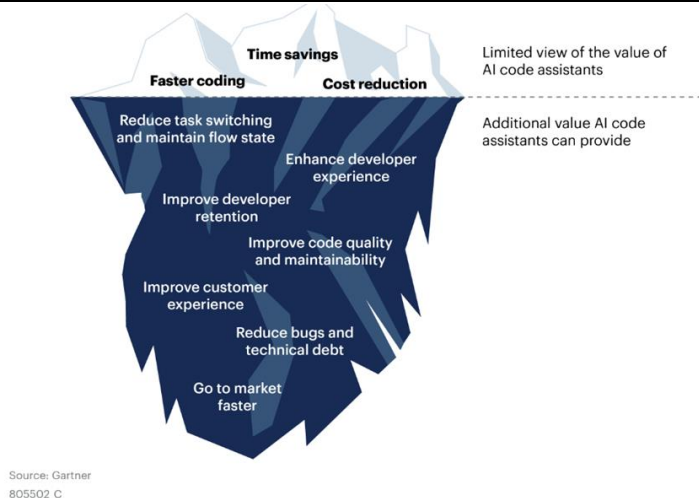 Time savings
Faster coding
Cost reduction
Limited view of the value of
AI code assistants
Reduce task switching
and maintain flow state
Additional value AI code
assistants can provide
Enhance developer
experience
Improve developer
retention
Improve code quality
and maintainability
Improve customer
experience
Reduce bugs and
technical debt
Go to market
faster
Source: Gartner
805502_C